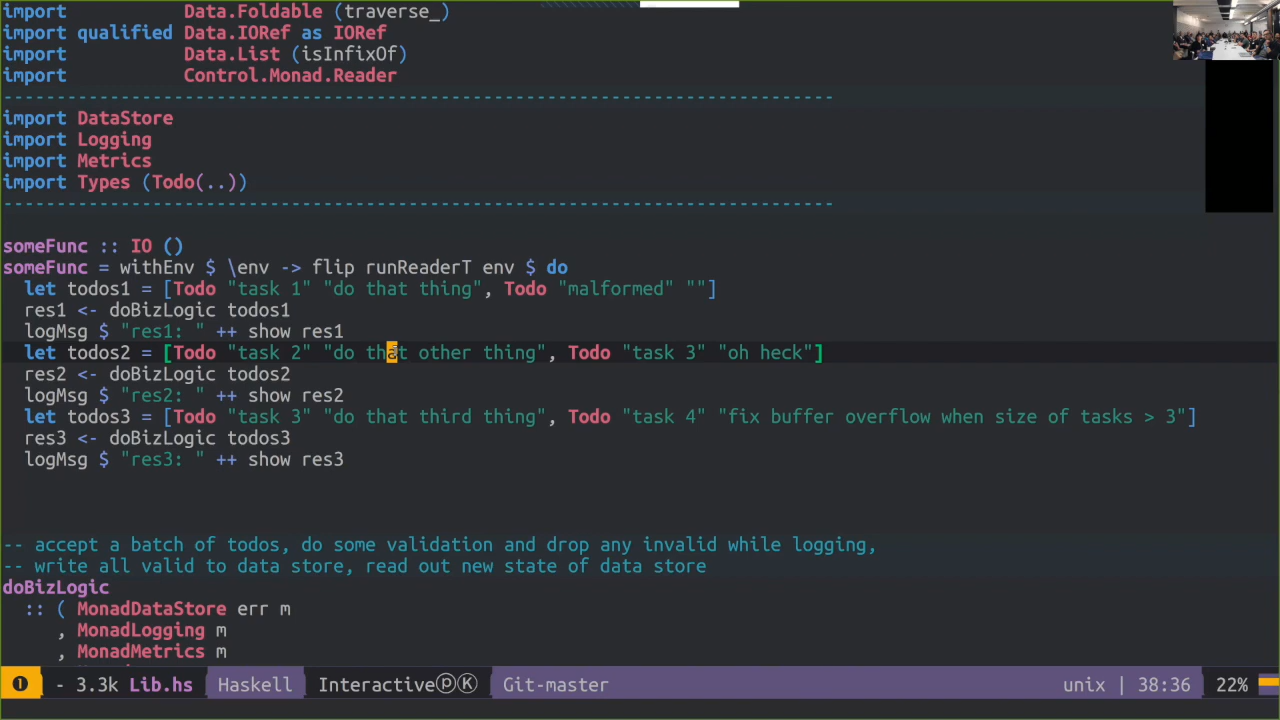 import           Data.Foldable (traverse_)
import qualified Data.IORef as IORef
import           Data.List (isInfixOf)
import           Control.Monad.Reader
------------------------------------------------------------------------------
import DataStore
import Logging
import Metrics
import Types (Todo(..))
------------------------------------------------------------------------------
someFunc :: IO ()
someFunc = withEnv $ \env -> flip runReaderT env $ do
  let todos1 = [Todo "task 1" "do that thing", Todo "malformed" ""]
  res1 <- doBizLogic todos1
  logMsg $ "res1: " ++ show res1
  let todos2 = [Todo "task 2" "do that other thing", Todo "task 3" "oh heck"]
  res2 <- doBizLogic todos2
  logMsg $ "res2: " ++ show res2
  let todos3 = [Todo "task 3" "do that third thing", Todo "task 4" "fix buffer overflow when size of tasks > 3"]
  res3 <- doBizLogic todos3
  logMsg $ "res3: " ++ show res3
-- accept a batch of todos, do some validation and drop any invalid while logging,
-- write all valid to data store, read out new state of data store
doBizLogic
  :: ( MonadDataStore err m
     , MonadLogging m
     , MonadMetrics m
❶ - 3.3k Lib.hs Haskell InteractiveⓟⓀ Git-master unix | 38:36 22%